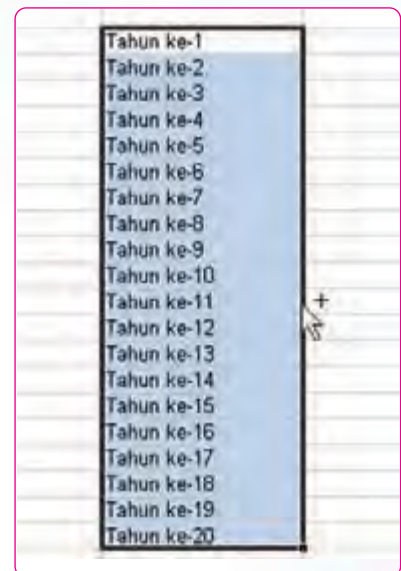 Tahun ke-1
Tahun ke-2
Tahun ke-3
Tahun ke-4
Tahun ke-5
Tahun ke-6
Tahun ke-7
Tahun ke-8
Tahun ke-9
Tahun ke-10
Tahun ke-11
Tahun ke-12
Tahun ke-13
Tahun ke-14
Tahun ke-15
Tahun ke-16
Tahun ke-17
Tahun ke-18
Tahun ke-19
Tahun ke-20